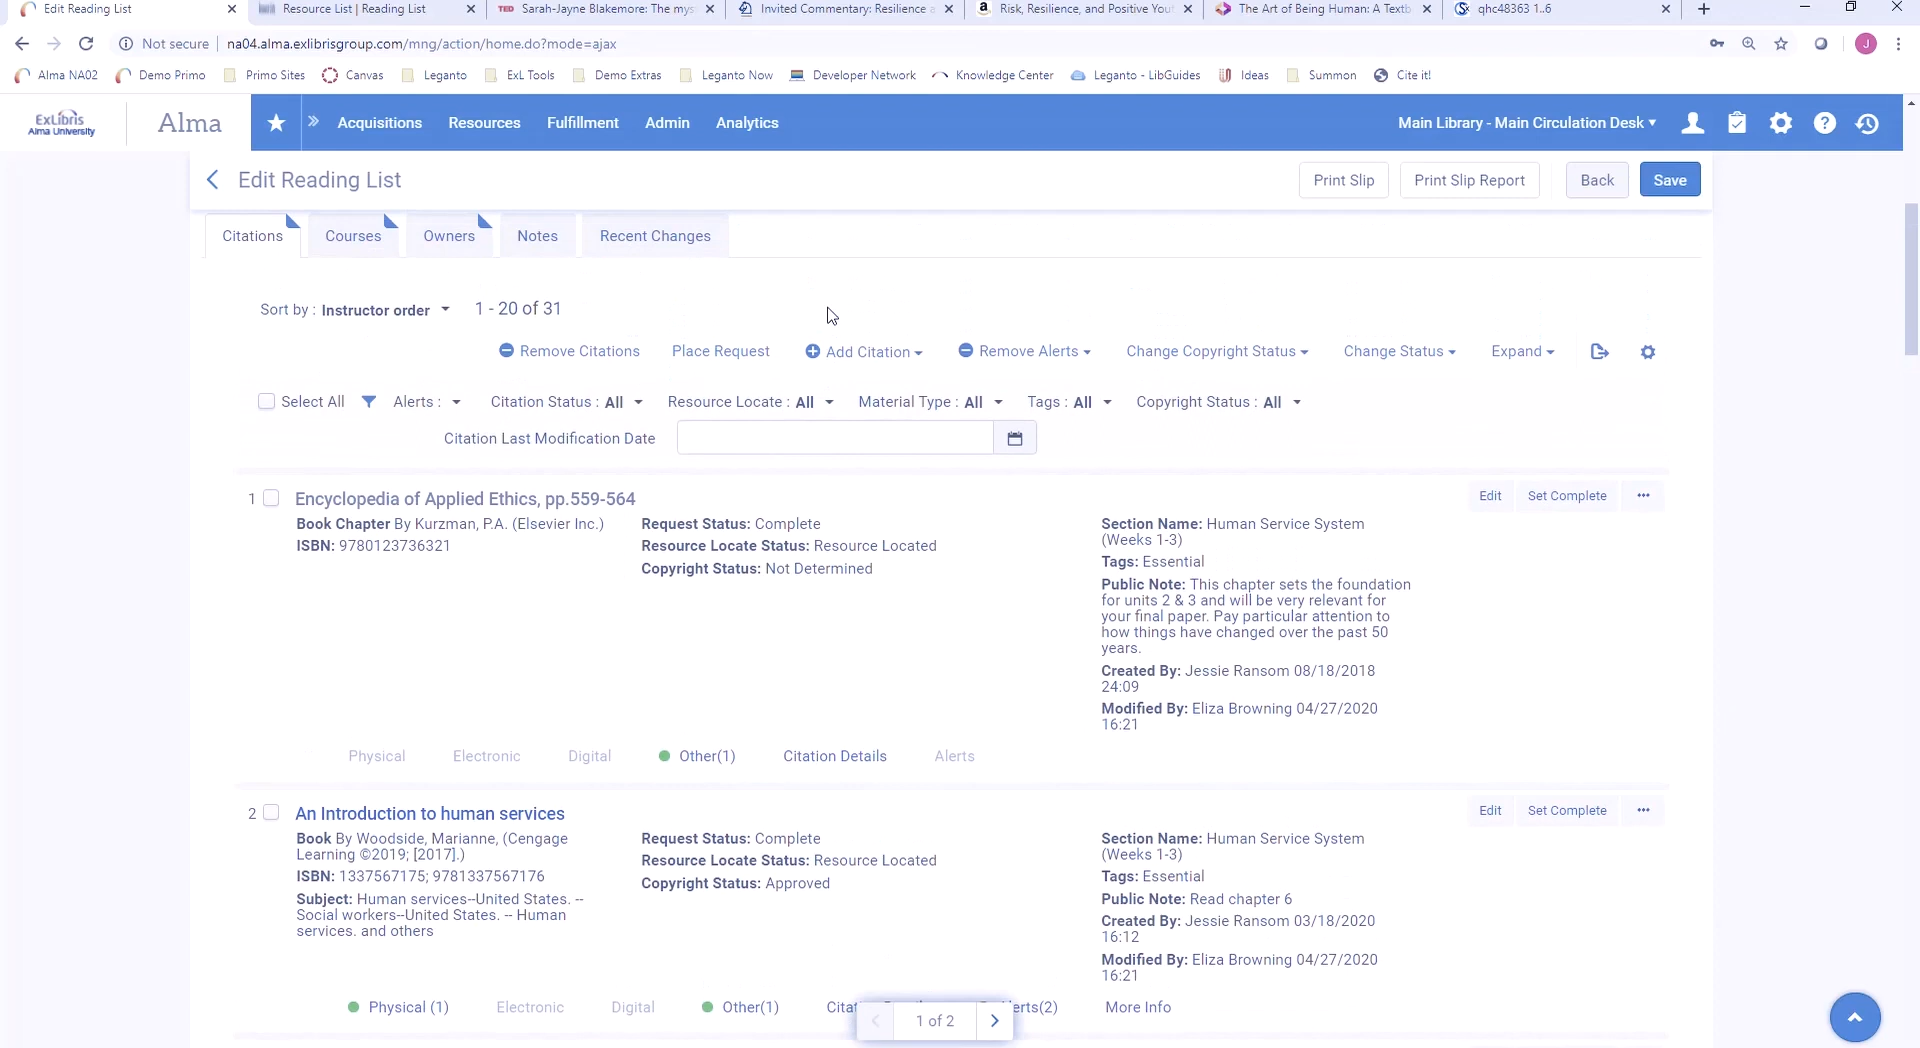 Edit Reading List
Resource List | Reading List
TED Sarah-Jayne Blakemore: The mys
Invited Commentary: Resilience a
a Risk, Resilience, and Positive You
The Art of Being Human: A Textb
qhc48363 1..6
Not secure na04.alma.exlibrisgroup.com/mng/action/home.do?mode=ajax
J
Alma NA02 Demo Primo Primo Sites Canvas Leganto ExL Tools Demo Extras Leganto Now Developer Network Knowledge Center Leganto - LibGuides Ideas Summon Cite it!
ExLibris
Alma University
Alma
Acquisitions Resources Fulfillment Admin Analytics
Main Library - Main Circulation Desk
Edit Reading List
Print Slip Print Slip Report Back Save
Citations Courses Owners Notes Recent Changes
Sort by : Instructor order 1 - 20 of 31
Remove Citations Place Request Add Citation Remove Alerts Change Copyright Status Change Status Expand
Select All Alerts : Citation Status : All Resource Locate : All Material Type : All Tags : All Copyright Status : All
Citation Last Modification Date
1 Encyclopedia of Applied Ethics, pp.559-564
Edit Set Complete
Book Chapter By Kurzman, P.A. (Elsevier Inc.)
ISBN: 9780123736321
Request Status: Complete
Resource Locate Status: Resource Located
Copyright Status: Not Determined
Section Name: Human Service System
(Weeks 1-3)
Tags: Essential
Public Note: This chapter sets the foundation
for units 2 & 3 and will be very relevant for
your final paper. Pay particular attention to
how things have changed over the past 50
years.
Created By: Jessie Ransom 08/18/2018
24:09
Modified By: Eliza Browning 04/27/2020
16:21
Physical Electronic Digital Other(1) Citation Details Alerts
2 An Introduction to human services
Edit Set Complete
Book By Woodside, Marianne, (Cengage
Learning ©2019; [2017].)
ISBN: 1337567175; 9781337567176
Subject: Human services--United States. --
Social workers--United States. -- Human
services. and others
Request Status: Complete
Resource Locate Status: Resource Located
Copyright Status: Approved
Section Name: Human Service System
(Weeks 1-3)
Tags: Essential
Public Note: Read chapter 6
Created By: Jessie Ransom 03/18/2020
16:12
Modified By: Eliza Browning 04/27/2020
16:21
Physical (1) Electronic Digital Other(1) More Info
1 of 2